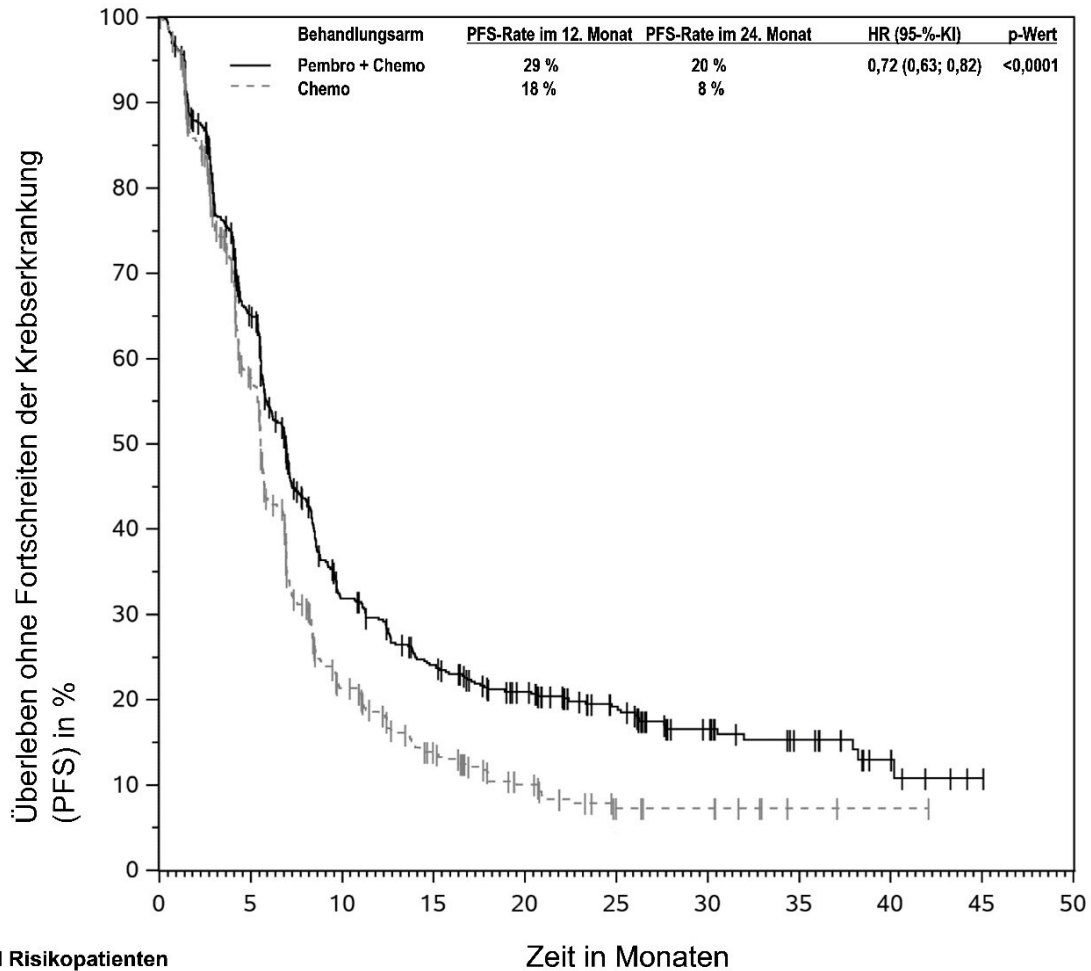 Behandlungsarm PFS-Rate im 12. Monat PFS-Rate im 24. Monat HR (95-%-KI) p-Wert
Pembro + Chemo 29 % 20 % 0,72 (0,63; 0,82) <0,0001
Chemo 18 % 8 %
Überleben ohne Fortschreiten der Krebserkrankung
(PFS) in %
100
90
80
70
60
50
40
30
20
10
0
0 5 10 15 20 25 30 35 40 45 50
Risikopatienten
Zeit in Monaten